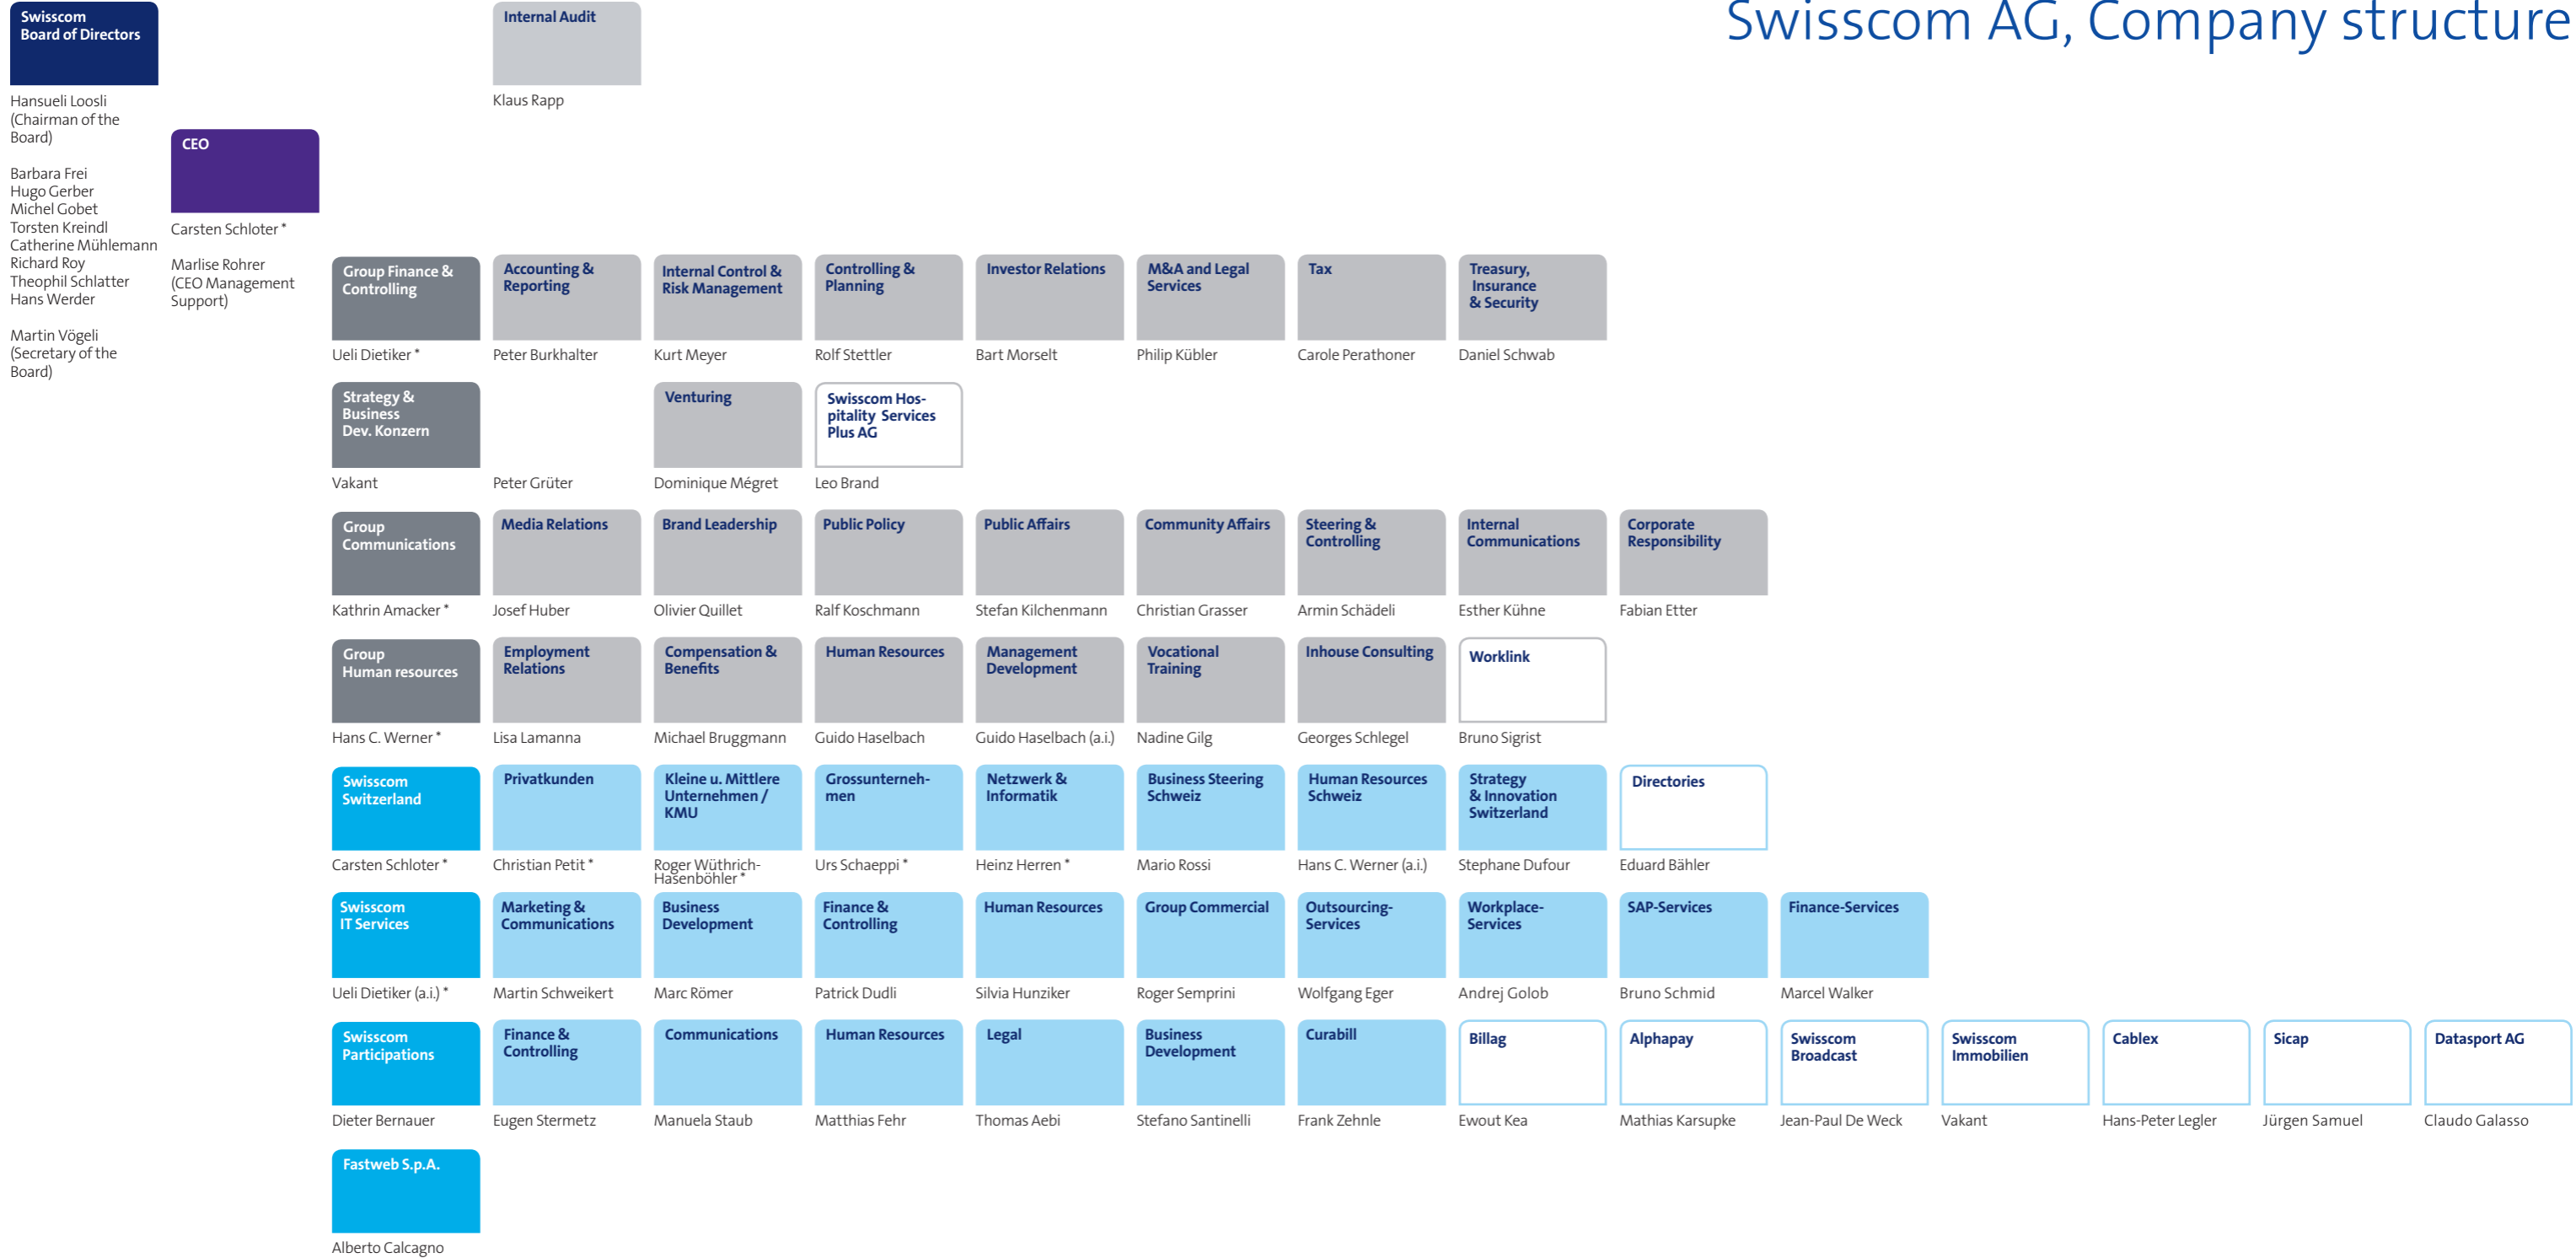 Swisscom AG, Company structure
Swisscom
Board of Directors
Hansueli Loosli
(Chairman of the
Board)
Barbara Frei
Hugo Gerber
Michel Gobet
Torsten Kreindl
Catherine Mühlemann
Richard Roy
Theophil Schlatter
Hans Werder
Martin Vögeli
(Secretary of the
Board)
Internal Audit
Klaus Rapp
CEO
Carsten Schloter *
Marlise Rohrer
(CEO Management
Support)
Group Finance &
Controlling
Ueli Dietiker *
Accounting &
Reporting
Peter Burkhalter
Internal Control &
Risk Management
Kurt Meyer
Controlling &
Planning
Rolf Stettler
Investor Relations
Bart Morselt
M&A and Legal
Services
Philip Kübler
Tax
Carole Perathoner
Treasury,
Insurance
& Security
Daniel Schwab
Strategy &
Business
Dev. Konzern
Vakant
Peter Grüter
Venturing
Dominique Mégret
Swisscom Hos-
pitality Services
Plus AG
Leo Brand
Group
Communications
Kathrin Amacker *
Media Relations
Josef Huber
Brand Leadership
Olivier Quillet
Public Policy
Ralf Koschmann
Public Affairs
Stefan Kilchenmann
Community Affairs
Christian Grasser
Steering &
Controlling
Armin Schädeli
Internal
Communications
Esther Kühne
Corporate
Responsibility
Fabian Etter
Group
Human resources
Hans C. Werner *
Employment
Relations
Lisa Lamanna
Compensation &
Benefits
Michael Bruggmann
Human Resources
Guido Haselbach
Management
Development
Guido Haselbach (a.i.)
Vocational
Training
Nadine Gilg
Inhouse Consulting
Georges Schlegel
Worklink
Bruno Sigrist
Swisscom
Switzerland
Carsten Schloter *
Privatkunden
Christian Petit *
Kleine u. Mittlere
Unternehmen /
KMU
Roger Wüthrich-
Hasenböhler *
Grossunterneh-
men
Urs Schaeppi *
Netzwerk &
Informatik
Heinz Herren *
Business Steering
Schweiz
Mario Rossi
Human Resources
Schweiz
Hans C. Werner (a.i.)
Strategy
& Innovation
Switzerland
Stephane Dufour
Directories
Eduard Bähler
Swisscom
IT Services
Ueli Dietiker (a.i.) *
Marketing &
Communications
Martin Schweikert
Business
Development
Marc Römer
Finance &
Controlling
Patrick Dudli
Human Resources
Silvia Hunziker
Group Commercial
Roger Semprini
Outsourcing-
Services
Wolfgang Eger
Workplace-
Services
Andrej Golob
SAP-Services
Bruno Schmid
Finance-Services
Marcel Walker
Swisscom
Participations
Dieter Bernauer
Finance &
Controlling
Eugen Stermetz
Communications
Manuela Staub
Human Resources
Matthias Fehr
Legal
Thomas Aebi
Business
Development
Stefano Santinelli
Curabill
Frank Zehnle
Billag
Ewout Kea
Alphapay
Mathias Karsupke
Swisscom
Broadcast
Jean-Paul De Weck
Swisscom
Immobilien
Vakant
Cablex
Hans-Peter Legler
Sicap
Jürgen Samuel
Datasport AG
Claudo Galasso
Fastweb S.p.A.
Alberto Calcagno